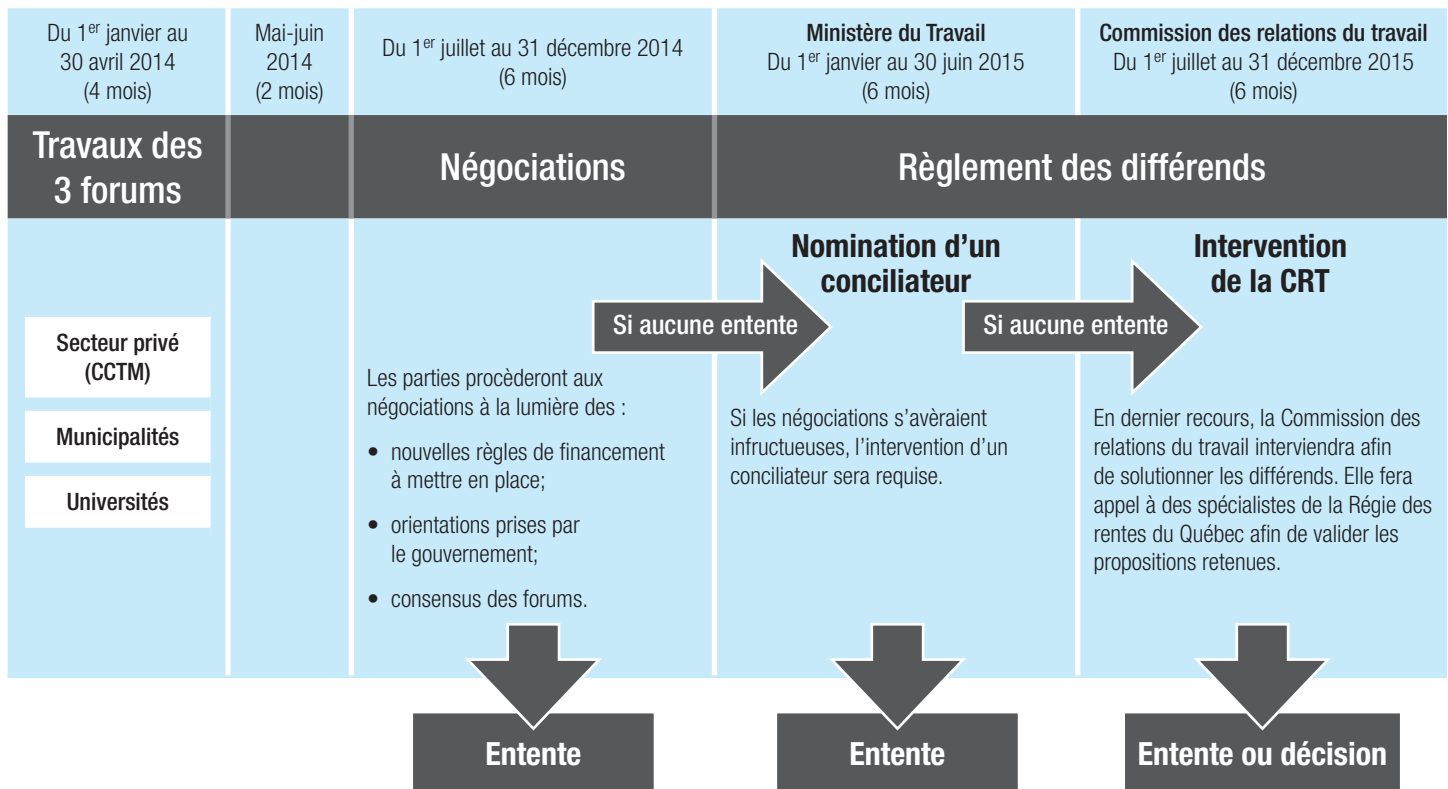 Du 1er janvier au
30 avril 2014
(4 mois)
Mai-juin
2014
(2 mois)
Du 1er juillet au 31 décembre 2014
(6 mois)
Ministère du Travail
Du 1er janvier au 30 juin 2015
(6 mois)
Commission des relations du travail
Du 1er juillet au 31 décembre 2015
(6 mois)
Travaux des
3 forums
Négociations
Règlement des différends
Secteur privé
(CCTM)
Municipalités
Universités
Les parties procèderont aux
négociations à la lumière des :
• nouvelles règles de financement
à mettre en place;
• orientations prises par
le gouvernement;
• consensus des forums.
Si aucune entente
Nomination d’un
conciliateur
Si les négociations s’avèraient
infructueuses, l’intervention d’un
conciliateur sera requise.
Si aucune entente
Intervention
de la CRT
En dernier recours, la Commission des
relations du travail interviendra afin
de solutionner les différends. Elle fera
appel à des spécialistes de la Régie des
rentes du Québec afin de valider les
propositions retenues.
Entente
Entente
Entente ou décision